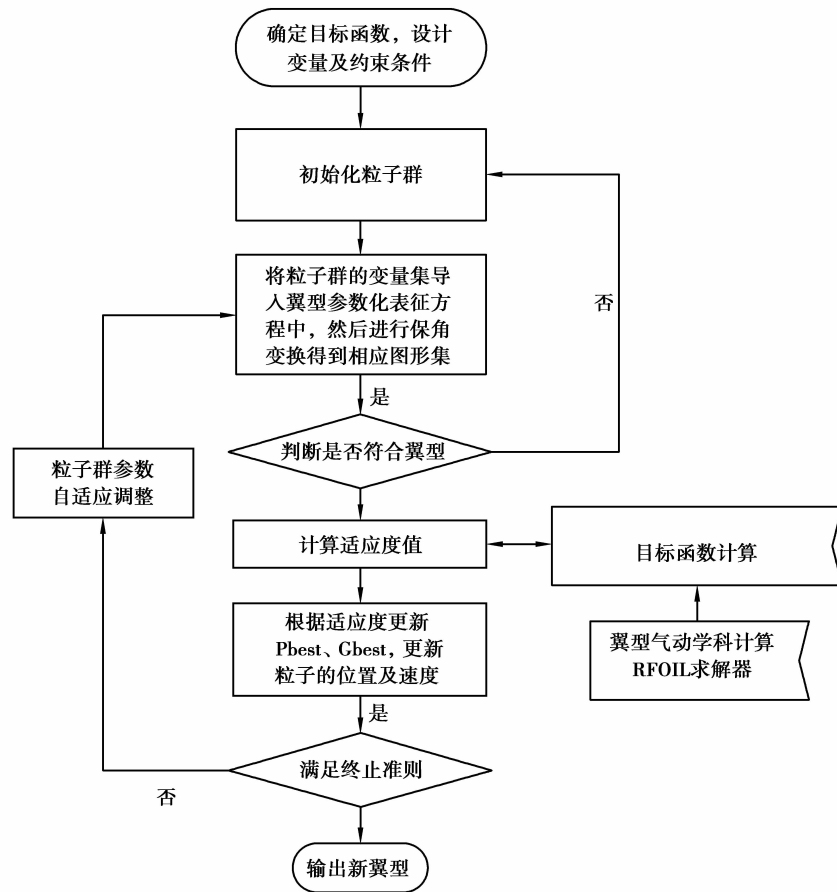 确定目标函数，设计
变量及约束条件
初始化粒子群
将粒子群的变量集导
入翼型参数化表征方
程中，然后进行保角
变换得到相应图形集
否
是
判断是否符合翼型
粒子群参数
自适应调整
计算适应度值
目标函数计算
根据适应度更新
Pbest、Gbest，更新
粒子的位置及速度
翼型气动学科计算
RFOIL求解器
是
满足终止准则
否
输出新翼型